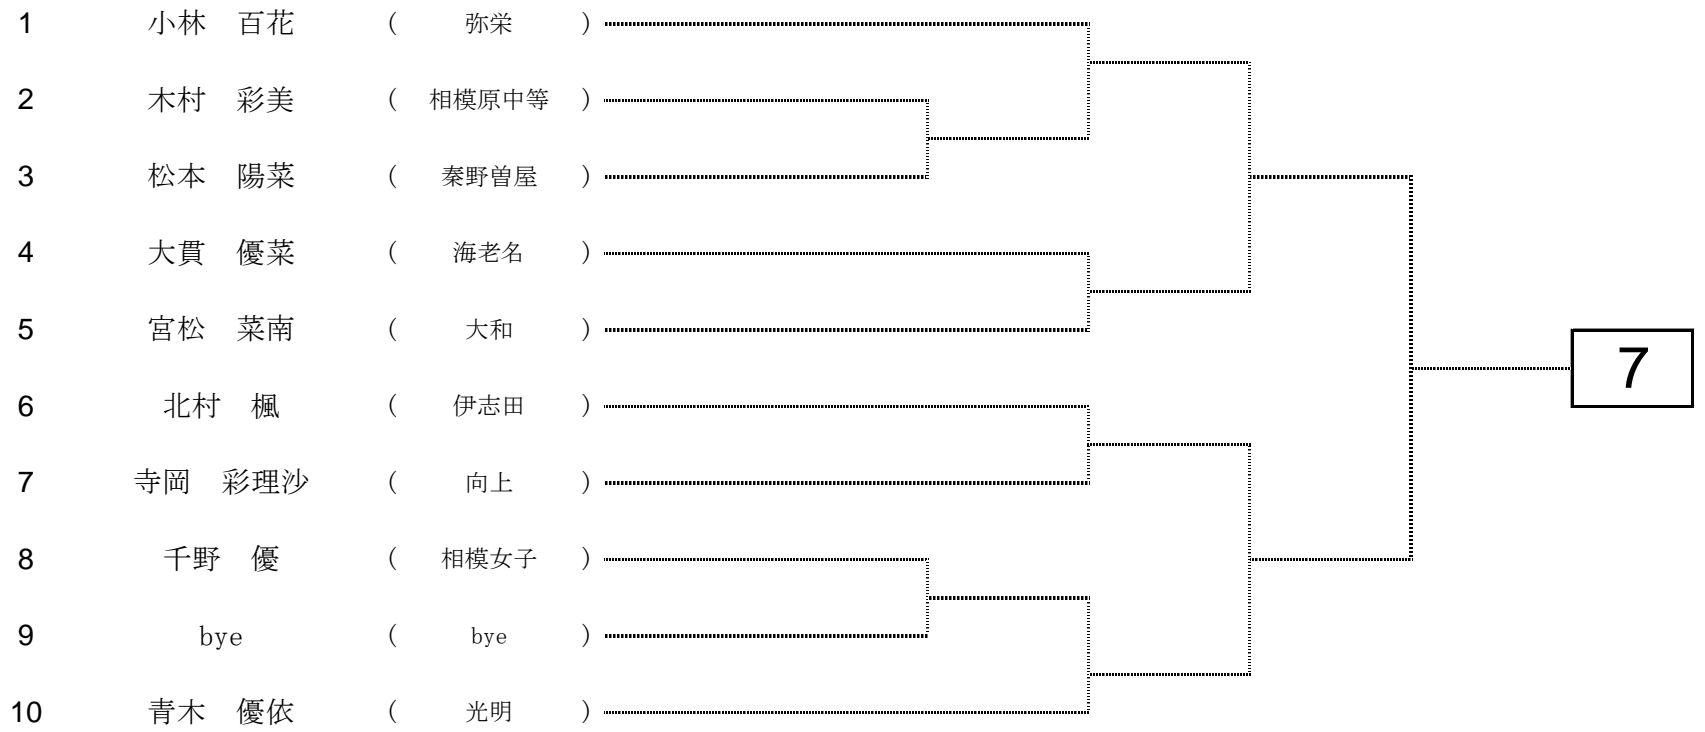 1 小林 百花 ( 弥栄 )
2 木村 彩美 ( 相模原中等 )
3 松本 陽菜 ( 秦野曽屋 )
4 大貫 優菜 ( 海老名 )
5 宮松 菜南 ( 大和 )
7
6 北村 楓 ( 伊志田 )
7 寺岡 彩理沙 ( 向上 )
8 千野 優 ( 相模女子 )
9 bye ( bye )
10 青木 優依 ( 光明 )